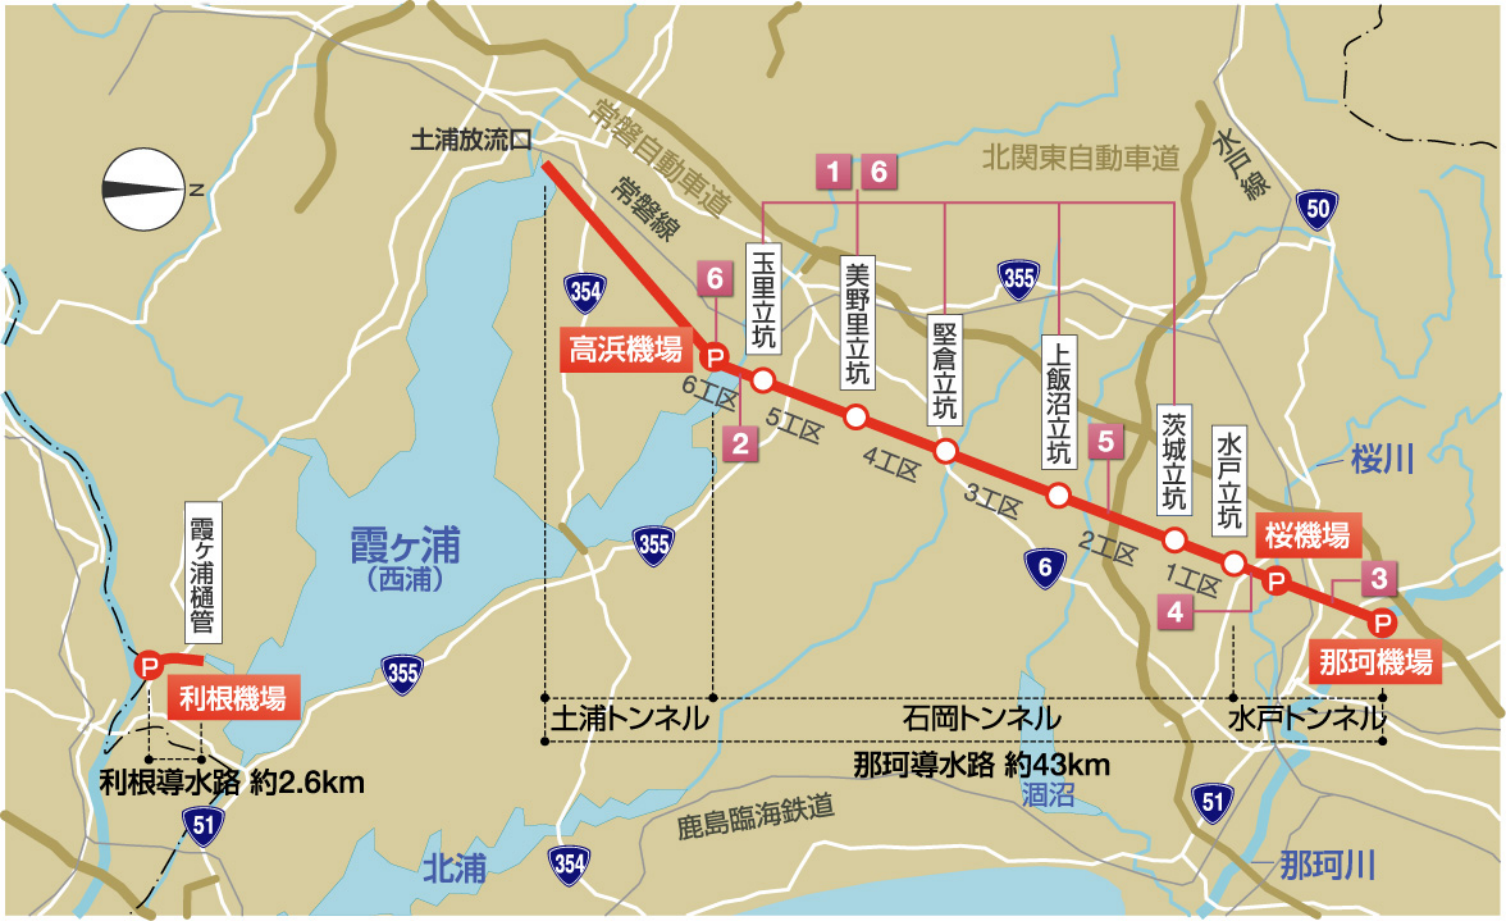 土浦放流口
常磐自動車道
常磐線
北関東自動車道
水戸線
N
1
6
50
354
355
6
玉里立坑
美野里立坑
堅倉立坑
上飯沼立坑
茨城立坑
水戸立坑
高浜機場
P
6工区
5工区
4工区
3工区
2工区
1工区
2
5
桜川
桜機場
P
3
4
P
那珂機場
霞ヶ浦
(西浦)
355
6
霞ヶ浦樋管
P
利根機場
355
土浦トンネル
石岡トンネル
水戸トンネル
那珂導水路 約43km
利根導水路 約2.6km
涸沼
51
51
鹿島臨海鉄道
北浦
354
那珂川